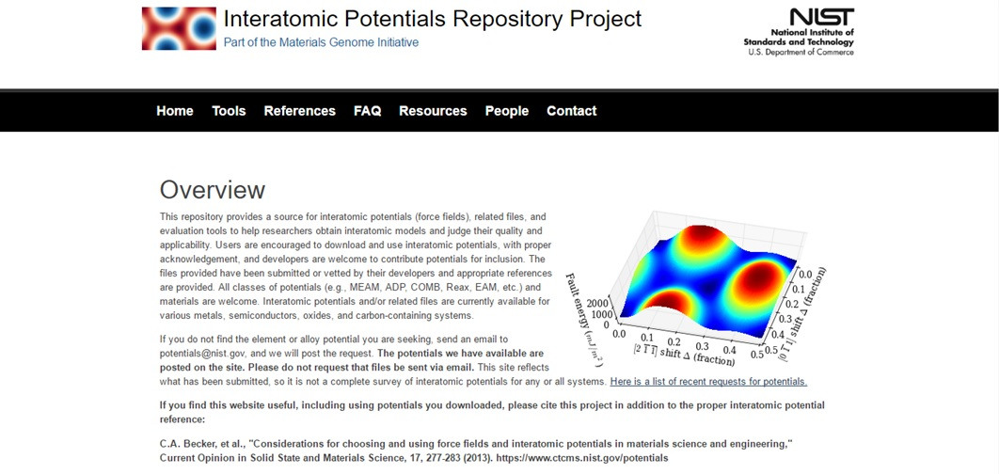 Interatomic Potentials Repository Project
Part of the Materials Genome Initiative
NIST
National Institute of
Standards and Technology
U.S. Department of Commerce
Home Tools References FAQ Resources People Contact
Overview
This repository provides a source for interatomic potentials (force fields), related files, and
evaluation tools to help researchers obtain interatomic models and judge their quality and
applicability. Users are encouraged to download and use interatomic potentials, with proper
acknowledgement, and developers are welcome to contribute potentials for inclusion. The
files provided have been submitted or vetted by their developers and appropriate references
are provided. All classes of potentials (e.g., MEAM, ADP, COMB, Reax, EAM, etc.) and
materials are welcome. Interatomic potentials and/or related files are currently available for
various metals, semiconductors, oxides, and carbon-containing systems.
Fault energy (mJ/m²)
2000
1000
0
0.0 0.1 0.2 0.3 0.4 0.5
[2 1̅ 1̅] shift Δ (fraction)
0.0
0.1
0.2
0.3
0.4
0.5
[0 1̅ 1] shift Δ (fraction)
If you do not find the element or alloy potential you are seeking, send an email to
potentials@nist.gov, and we will post the request. The potentials we have available are
posted on the site. Please do not request that files be sent via email. This site reflects
what has been submitted, so it is not a complete survey of interatomic potentials for any or all systems. Here is a list of recent requests for potentials.
If you find this website useful, including using potentials you downloaded, please cite this project in addition to the proper interatomic potential
reference:
C.A. Becker, et al., "Considerations for choosing and using force fields and interatomic potentials in materials science and engineering,"
Current Opinion in Solid State and Materials Science, 17, 277-283 (2013). https://www.ctcms.nist.gov/potentials